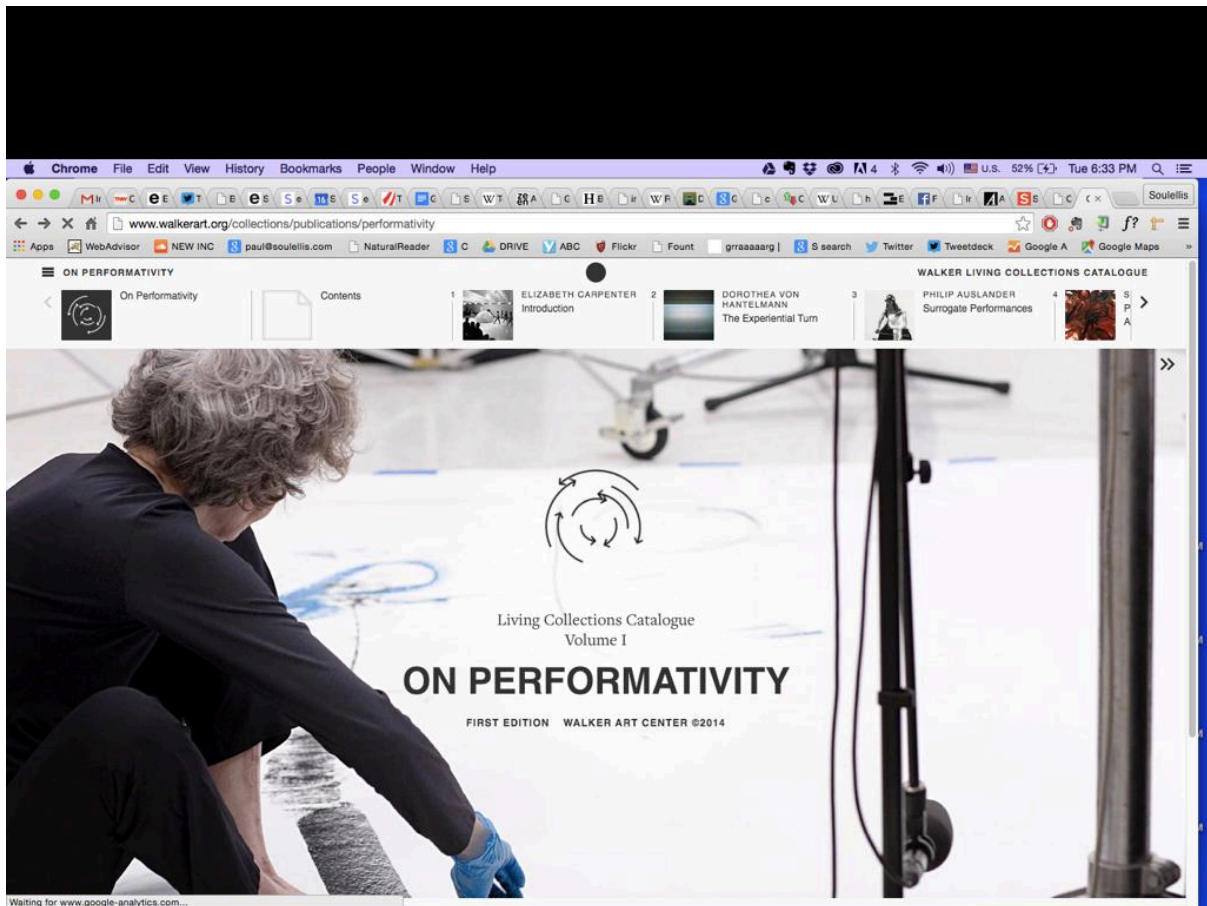 Chrome File Edit View History Bookmarks People Window Help 4 U.S. 52% Tue 6:33 PM
Soulellis
www.walkerart.org/collections/publications/performativity f?
Apps WebAdvisor NEW INC paul@soulellis.com NaturalReader C DRIVE ABC Flickr Fount grraaaarg | S search Twitter Tweetdeck Google A Google Maps »
ON PERFORMATIVITY WALKER LIVING COLLECTIONS CATALOGUE
On Performativity
Contents
1 ELIZABETH CARPENTER
Introduction
2 DOROTHEA VON
HANTELMANN
The Experiential Turn
3 PHILIP AUSLANDER
Surrogate Performances
4 S
P
A
Living Collections Catalogue
Volume I
ON PERFORMATIVITY
FIRST EDITION WALKER ART CENTER ©2014
Waiting for www.google-analytics.com...